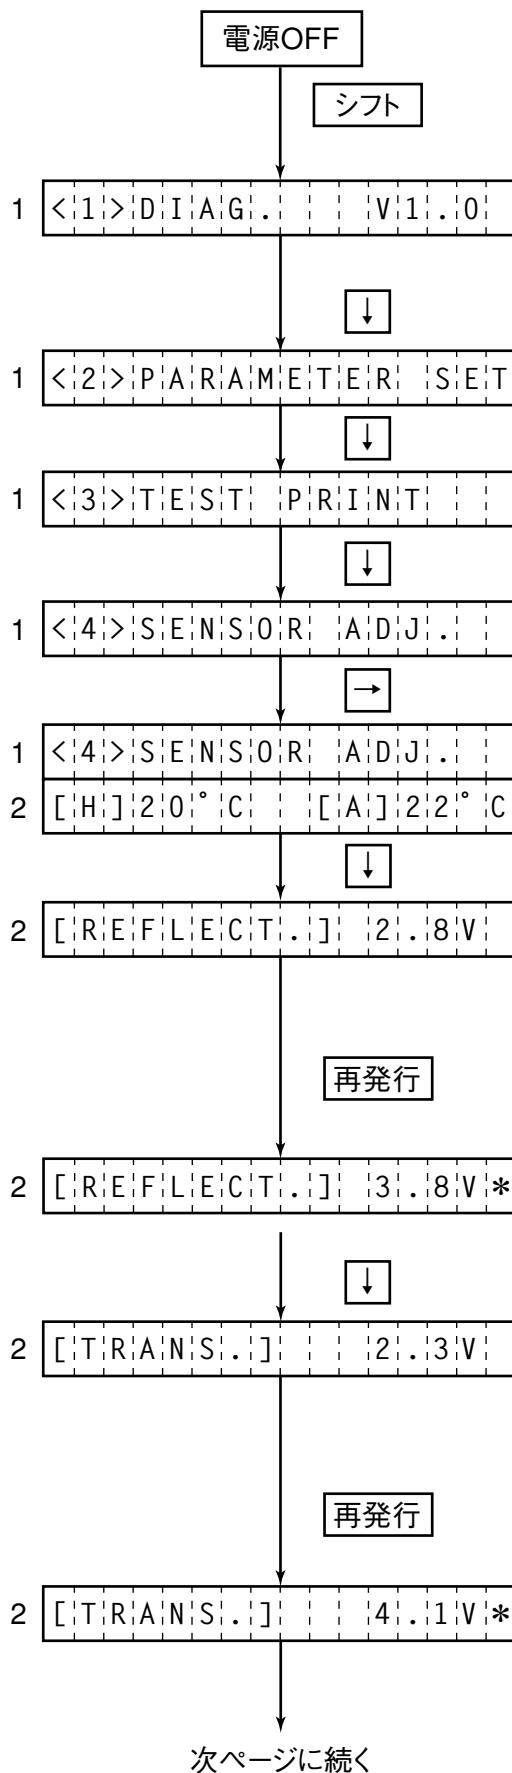 電源OFF
シフト
1 <1>DIAG.    V1.0
↓
1 <2>PARAMETER SET
↓
1 <3>TEST PRINT
↓
1 <4>SENSOR ADJ.
→
1 <4>SENSOR ADJ.
2 [H]20°C  [A]22°C
↓
2 [REFLECT.] 2.8V
再発行
2 [REFLECT.] 3.8V*
↓
2 [TRANS.]   2.3V
再発行
2 [TRANS.]   4.1V*
次ページに続く